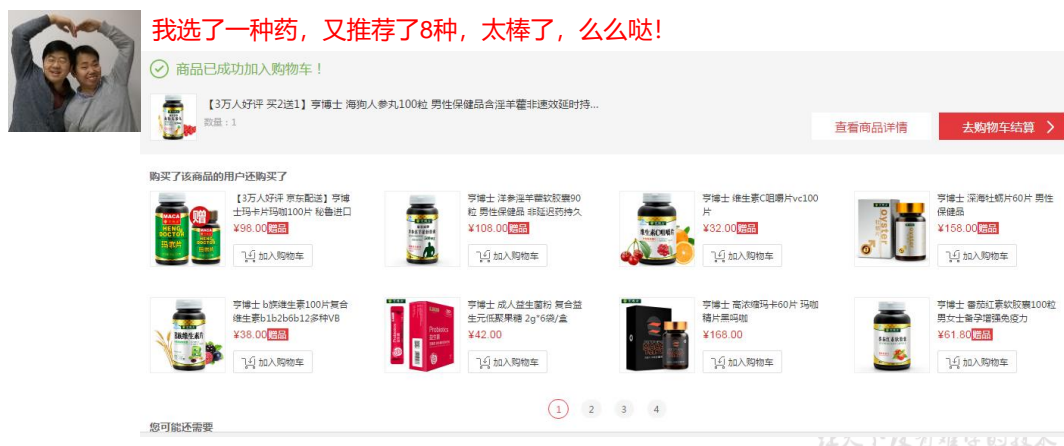 我选了一种药，又推荐了8种，太棒了，么么哒！
商品已成功加入购物车！
【3万人好评 买2送1】亨博士 海狗人参丸100粒 男性保健品含淫羊藿非速效延时持...
数量：1
查看商品详情
去购物车结算
购买了该商品的用户还购买了
【3万人好评 京东配送】亨博士玛卡片玛咖100片 秘鲁进口
¥98.00赠品
加入购物车
亨博士 洋参淫羊藿软胶囊90粒 男性保健品 非延迟药持久
¥108.00赠品
加入购物车
亨博士 维生素C咀嚼片vc100片
¥32.00赠品
加入购物车
亨博士 深海牡蛎片60片 男性保健品
¥158.00赠品
加入购物车
亨博士 b族维生素100片复合维生素b1b2b6b12多种VB
¥38.00赠品
加入购物车
亨博士 成人益生菌粉 复合益生元低聚果糖 2g*6袋/盒
¥42.00
加入购物车
亨博士 高浓缩玛卡60片 玛咖精片黑吗咖
¥168.00
加入购物车
亨博士 番茄红素软胶囊100粒 男女士备孕增强免疫力
¥61.80赠品
加入购物车
1 2 3 4
您可能还需要